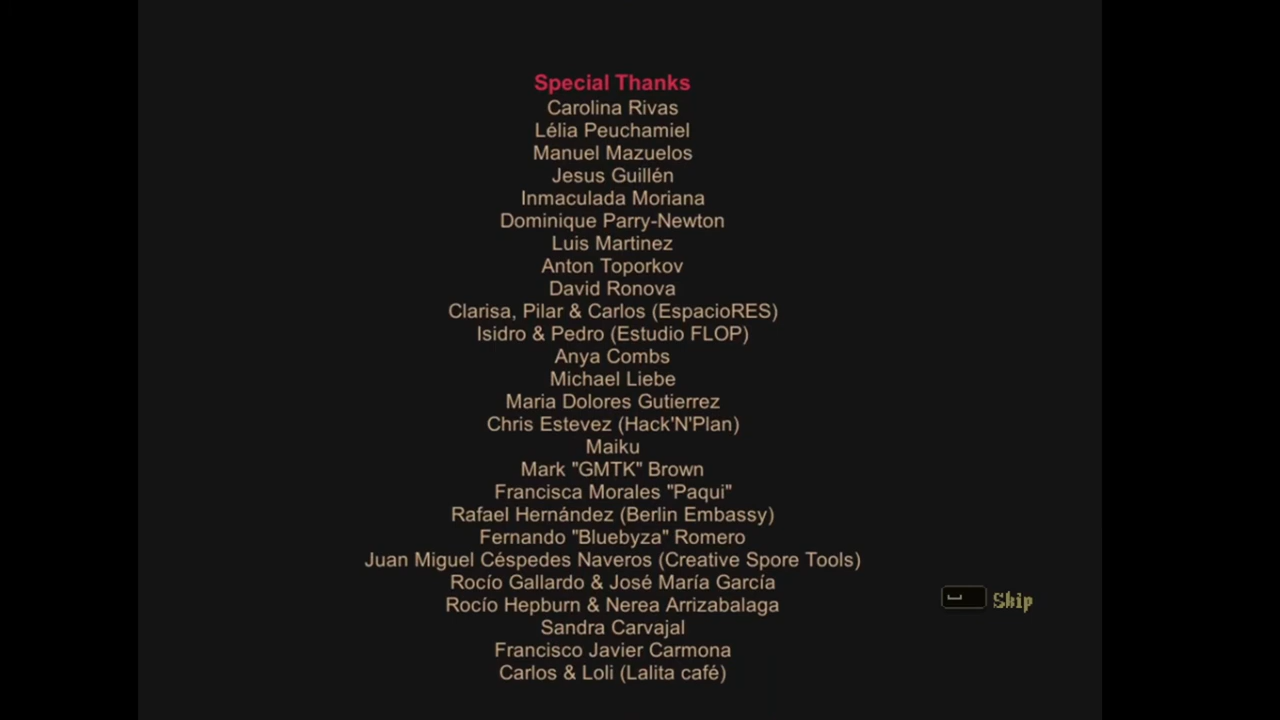 Special Thanks
Carolina Rivas
Lélia Peuchamiel
Manuel Mazuelos
Jesus Guillén
Inmaculada Moriana
Dominique Parry-Newton
Luis Martinez
Anton Toporkov
David Ronova
Clarisa, Pilar & Carlos (EspacioRES)
Isidro & Pedro (Estudio FLOP)
Anya Combs
Michael Liebe
Maria Dolores Gutierrez
Chris Estevez (Hack'N'Plan)
Maiku
Mark "GMTK" Brown
Francisca Morales "Paqui"
Rafael Hernández (Berlin Embassy)
Fernando "Bluebyza" Romero
Juan Miguel Céspedes Naveros (Creative Spore Tools)
Rocío Gallardo & José María García
Rocío Hepburn & Nerea Arrizabalaga
Sandra Carvajal
Francisco Javier Carmona
Carlos & Loli (Lalita café)
Skip